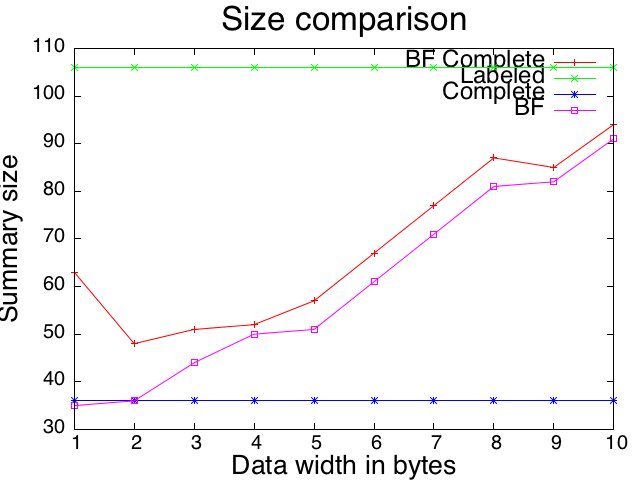 Size comparison
110
100
90
80
70
60
50
40
30
Summary size
BF Complete
Labeled
Complete
BF
1 2 3 4 5 6 7 8 9 10
Data width in bytes